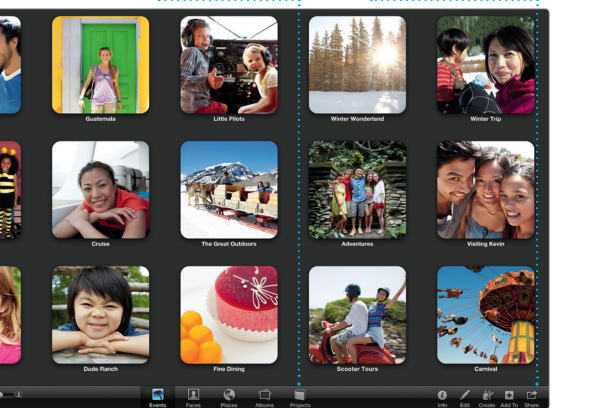 Guatemala
Little Pilots
Winter Wonderland
Winter Trip
Cruise
The Great Outdoors
Adventures
Visiting Kevin
Dude Ranch
Fine Dining
Scooter Tours
Carnival
Events
Faces
Places
Albums
Projects
Info
Edit
Create
Add To
Share